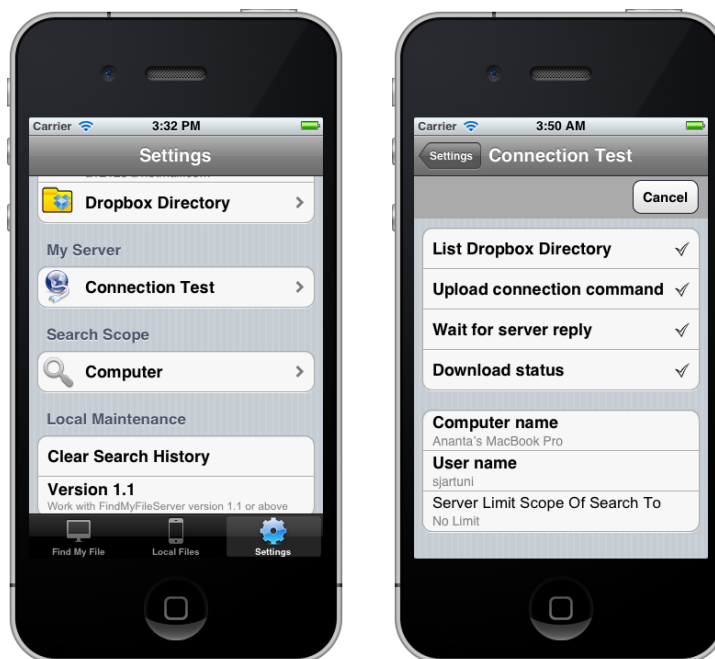 Carrier 3:32 PM
Settings
Dropbox Directory
My Server
Connection Test
Search Scope
Computer
Local Maintenance
Clear Search History
Version 1.1
Work with FindMyFileServer version 1.1 or above
Find My File Local Files Settings
Carrier 3:50 AM
Settings Connection Test
Cancel
List Dropbox Directory
Upload connection command
Wait for server reply
Download status
Computer name
Ananta's MacBook Pro
User name
sjartuni
Server Limit Scope Of Search To
No Limit